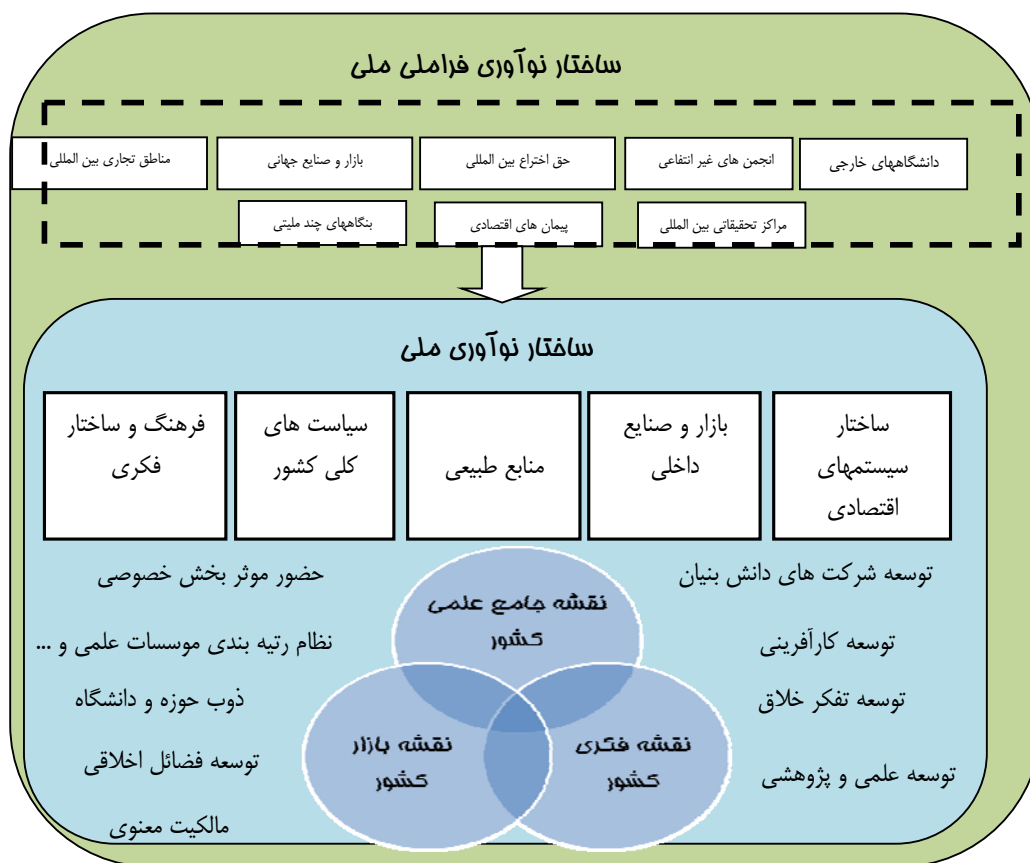 ساختار نوآوری فراملی ملی
دانشگاههای خارجی
انجمن های غیر انتفاعی
حق اختراع بین المللی
بازار و صنایع جهانی
مناطق تجاری بین المللی
مراکز تحقیقاتی بین المللی
پیمان های اقتصادی
بنگاههای چند ملیتی
ساختار نوآوری ملی
ساختار
سیستمهای
اقتصادی
بازار و صنایع
داخلی
منابع طبیعی
سیاست های
کلی کشور
فرهنگ و ساختار
فکری
توسعه شرکت های دانش بنیان
توسعه کارآفرینی
توسعه تفکر خلاق
توسعه علمی و پژوهشی
نقشه جامع علمی
کشور
نقشه فکری
کشور
نقشه بازار
کشور
حضور موثر بخش خصوصی
نظام رتیه بندی موسسات علمی و ...
ذوب حوزه و دانشگاه
توسعه فضائل اخلاقی
مالکیت معنوی